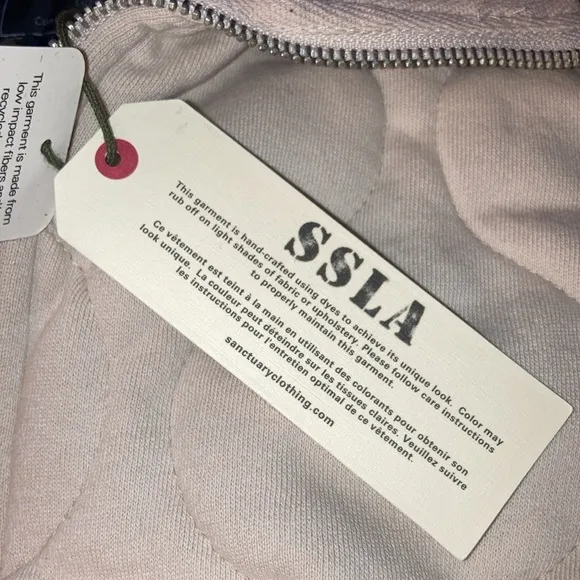 This garment is made from
low impact fibers
recycled
SSLA
This garment is hand-crafted using dyes to achieve its unique look. Color may
rub off on light shades of fabric or upholstery. Please follow care instructions
to properly maintain this garment.
Ce vêtement est teint à la main en utilisant des colorants pour obtenir son
look unique. La couleur peut déteindre sur les tissues claires. Veuillez suivre
les instructions pour l'entretien optimal de ce vêtement.
sanctuaryclothing.com